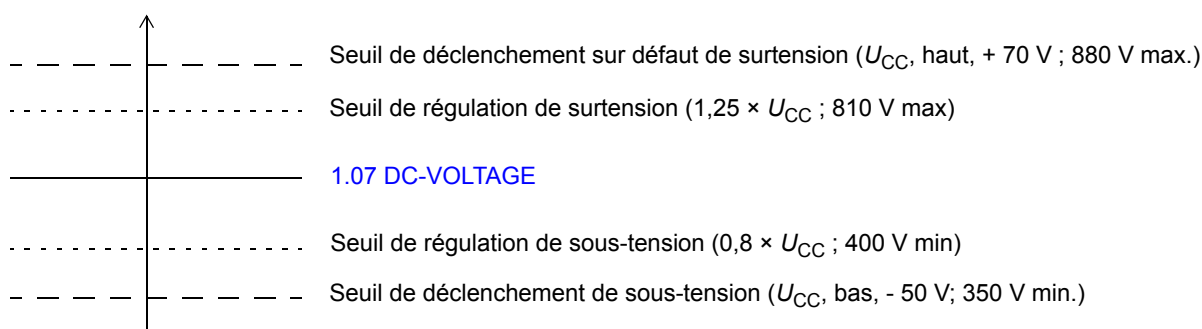 Seuil de déclenchement sur défaut de surtension (UCC, haut, + 70 V ; 880 V max.)
Seuil de régulation de surtension (1,25 × UCC ; 810 V max)
1.07 DC-VOLTAGE
Seuil de régulation de sous-tension (0,8 × UCC ; 400 V min)
Seuil de déclenchement de sous-tension (UCC, bas, - 50 V; 350 V min.)